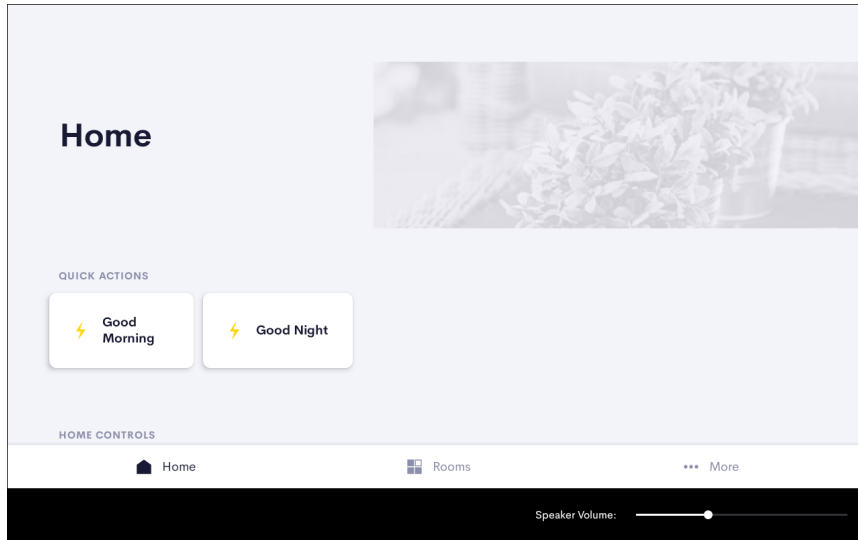 Home
QUICK ACTIONS
Good
Morning
Good Night
HOME CONTROLS
Home
Rooms
More
Speaker Volume: